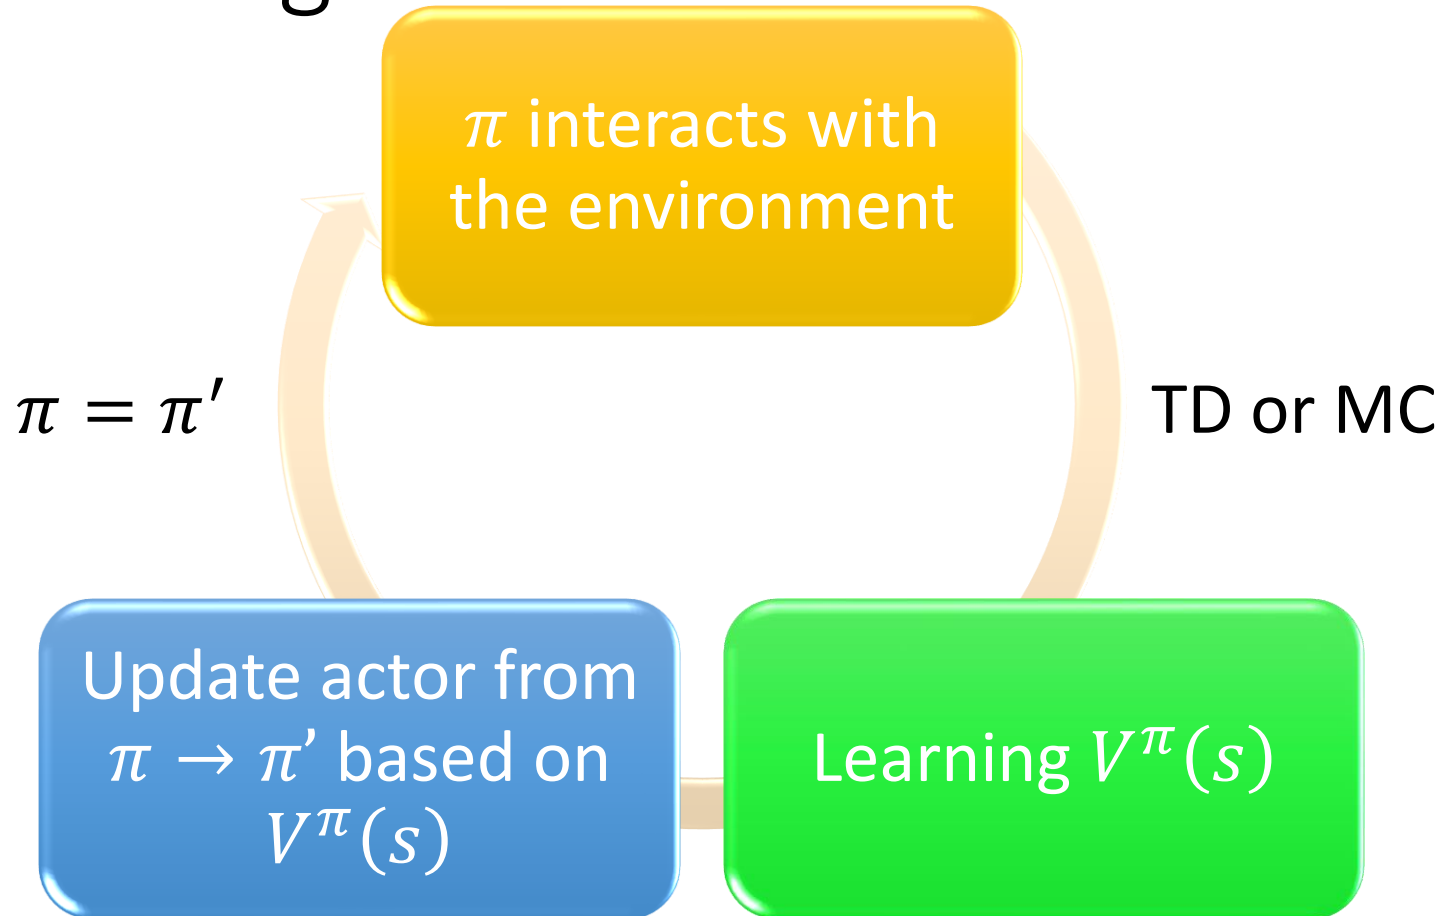 π interacts with
the environment
π = π′
TD or MC
Update actor from
π → π’ based on
V^π(s)
Learning V^π(s)